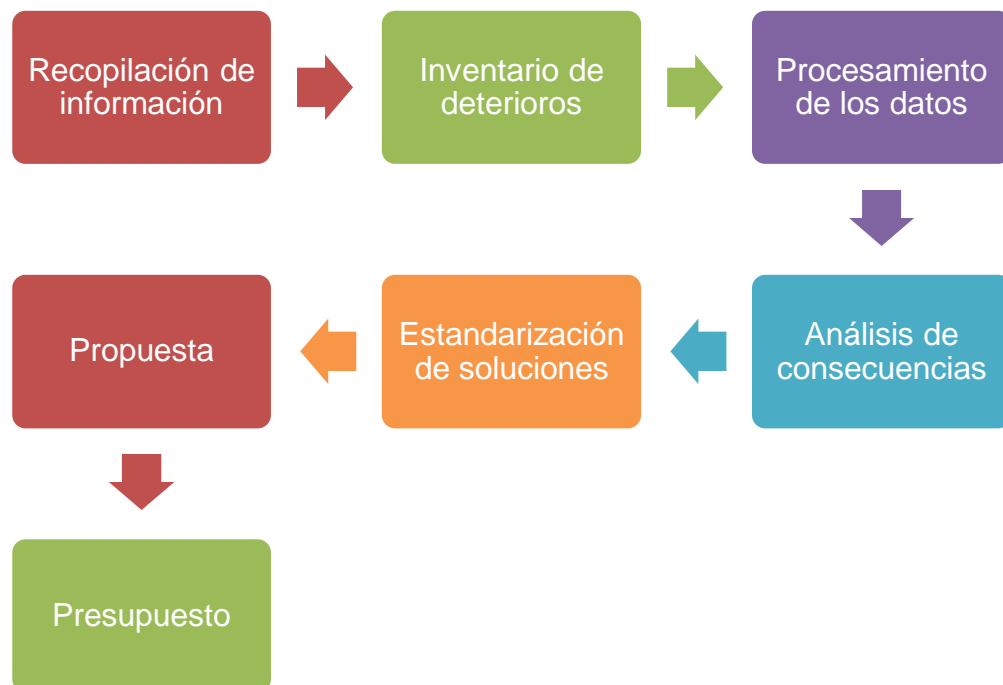 Recopilación de
información
Inventario de
deterioros
Procesamiento
de los datos
Análisis de
consecuencias
Estandarización
de soluciones
Propuesta
Presupuesto